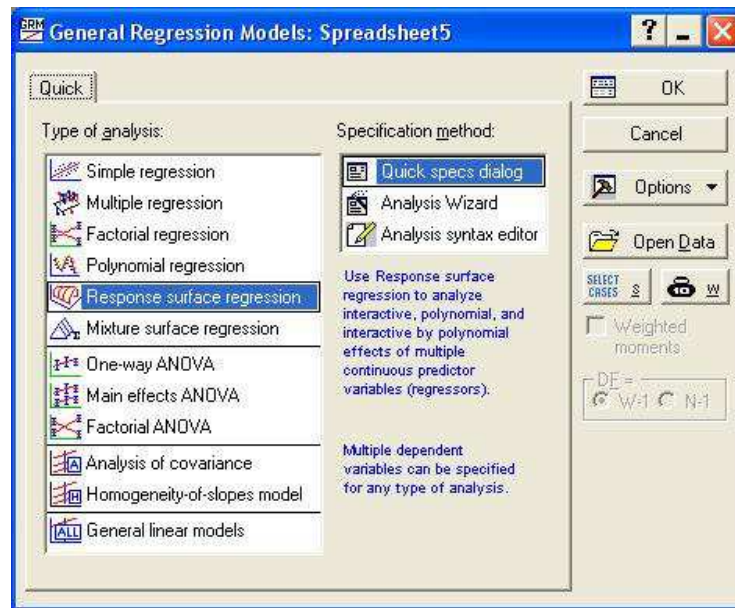 GRM
General Regression Models: Spreadsheet5
?
Quick
Type of analysis:
Simple regression
Multiple regression
Factorial regression
Polynomial regression
Response surface regression
Mixture surface regression
One-way ANOVA
Main effects ANOVA
Factorial ANOVA
A Analysis of covariance
H Homogeneity-of-slopes model
ALL General linear models
Specification method:
Quick specs dialog
Analysis Wizard
Analysis syntax editor
Use Response surface
regression to analyze
interactive, polynomial, and
interactive by polynomial
effects of multiple
continuous predictor
variables (regressors).
Multiple dependent
variables can be specified
for any type of analysis.
OK
Cancel
Options
Open Data
SELECT
CASES S
W
Weighted
moments
DF =
W-1 N-1